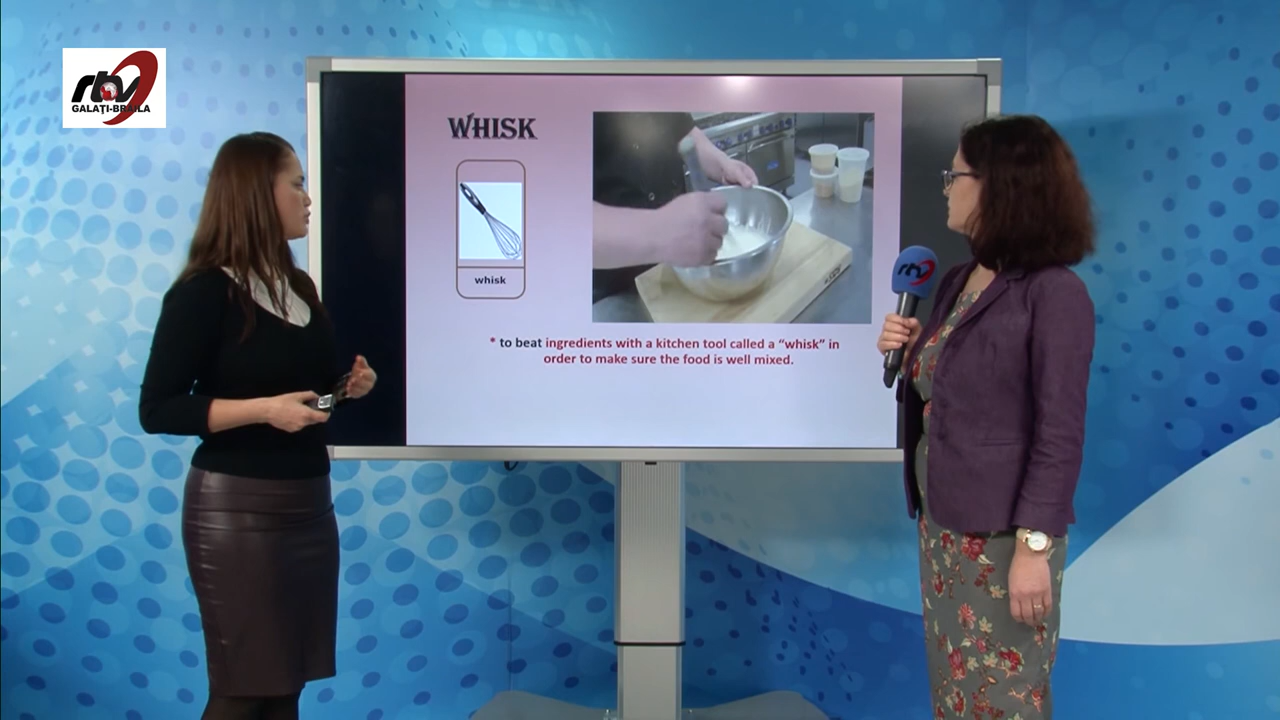 rtv
GALAȚI-BRĂILA
WHISK
whisk
* to beat ingredients with a kitchen tool called a “whisk” in
order to make sure the food is well mixed.
rtv